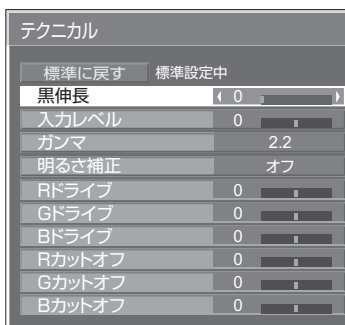 テクニカル
標準に戻す 標準設定中
黒伸長 0
入力レベル 0
ガンマ 2.2
明るさ補正 オフ
Rドライブ 0
Gドライブ 0
Bドライブ 0
Rカットオフ 0
Gカットオフ 0
Bカットオフ 0